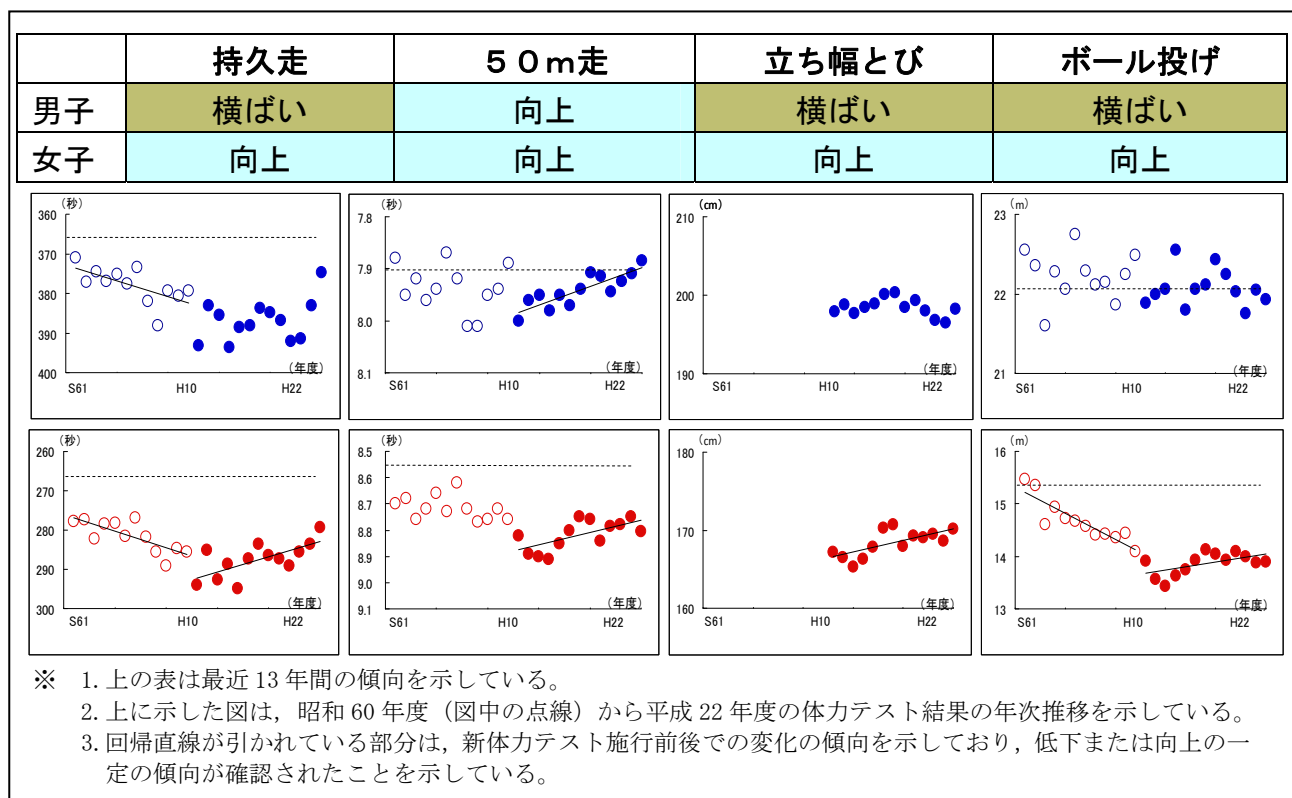 持久走 ５０ｍ走 立ち幅とび ボール投げ
男子 横ばい 向上 横ばい 横ばい
女子 向上 向上 向上 向上
(秒)
360
370
380
390
400
S61 H10 H22
(年度)
(秒)
7.8
7.9
8.0
8.1
S61 H10 H22
(年度)
(cm)
210
200
190
S61 H10 H22
(年度)
(m)
23
22
21
S61 H10 H22
(年度)
(秒)
260
270
280
290
300
S61 H10 H22
(年度)
(秒)
8.5
8.6
8.7
8.8
8.9
9.0
9.1
S61 H10 H22
(年度)
(cm)
180
170
160
S61 H10 H22
(年度)
(m)
16
15
14
13
S61 H10 H22
(年度)
※ 1. 上の表は最近 13 年間の傾向を示している。
2. 上に示した図は，昭和 60 年度（図中の点線）から平成 22 年度の体力テスト結果の年次推移を示している。
3. 回帰直線が引かれている部分は，新体力テスト施行前後での変化の傾向を示しており，低下または向上の一
定の傾向が確認されたことを示している。